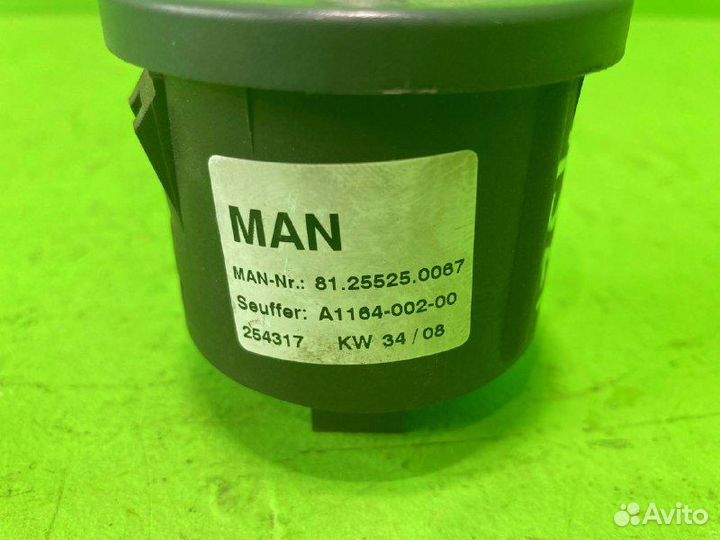 MAN
MAN-Nr.: 81.25525.0067
Seuffer: A1164-002-00
254317 KW 34/08
Avito